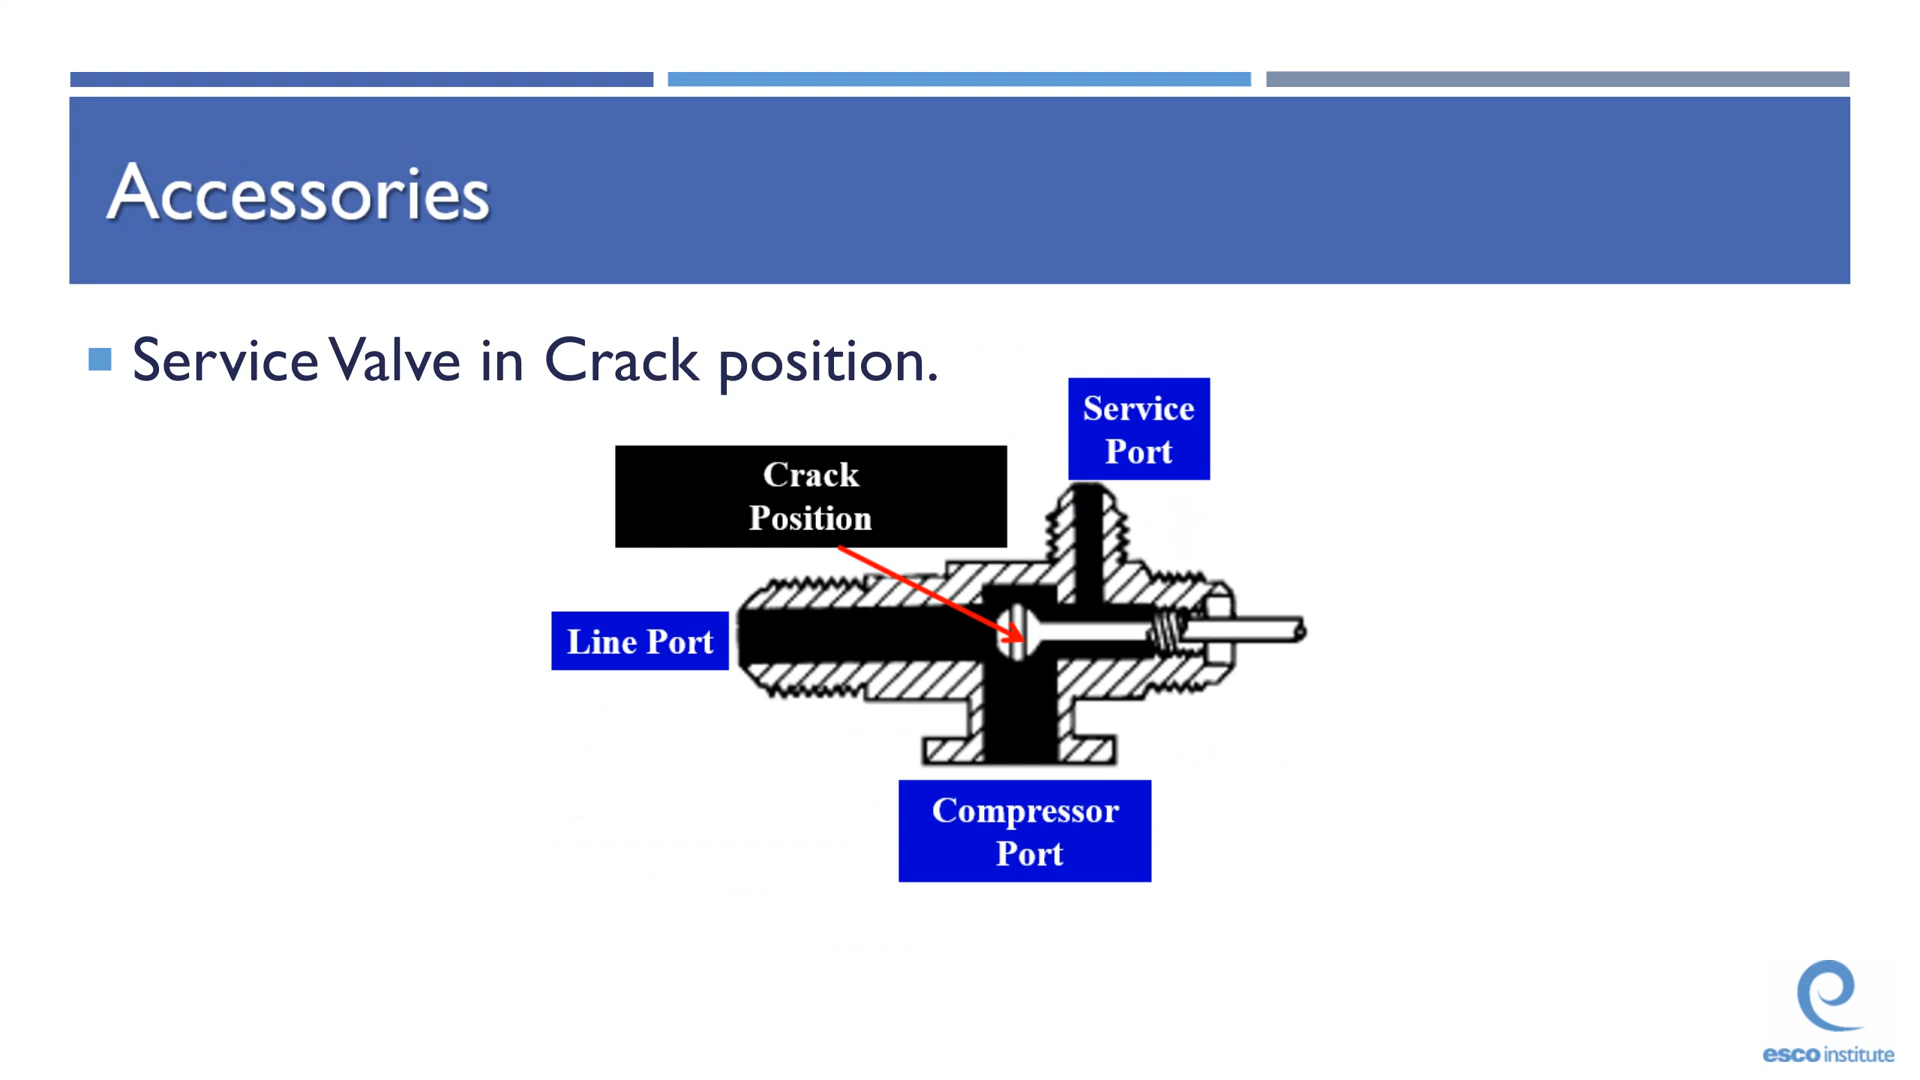 Accessories
Service Valve in Crack position.
Service
Port
Crack
Position
Line Port
Compressor
Port
esco institute